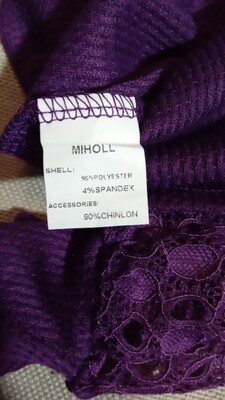 MIHOLL
SHELL:
96%POLYESTER
4%SPANDEX
ACCESSORIES:
90%CHINLON